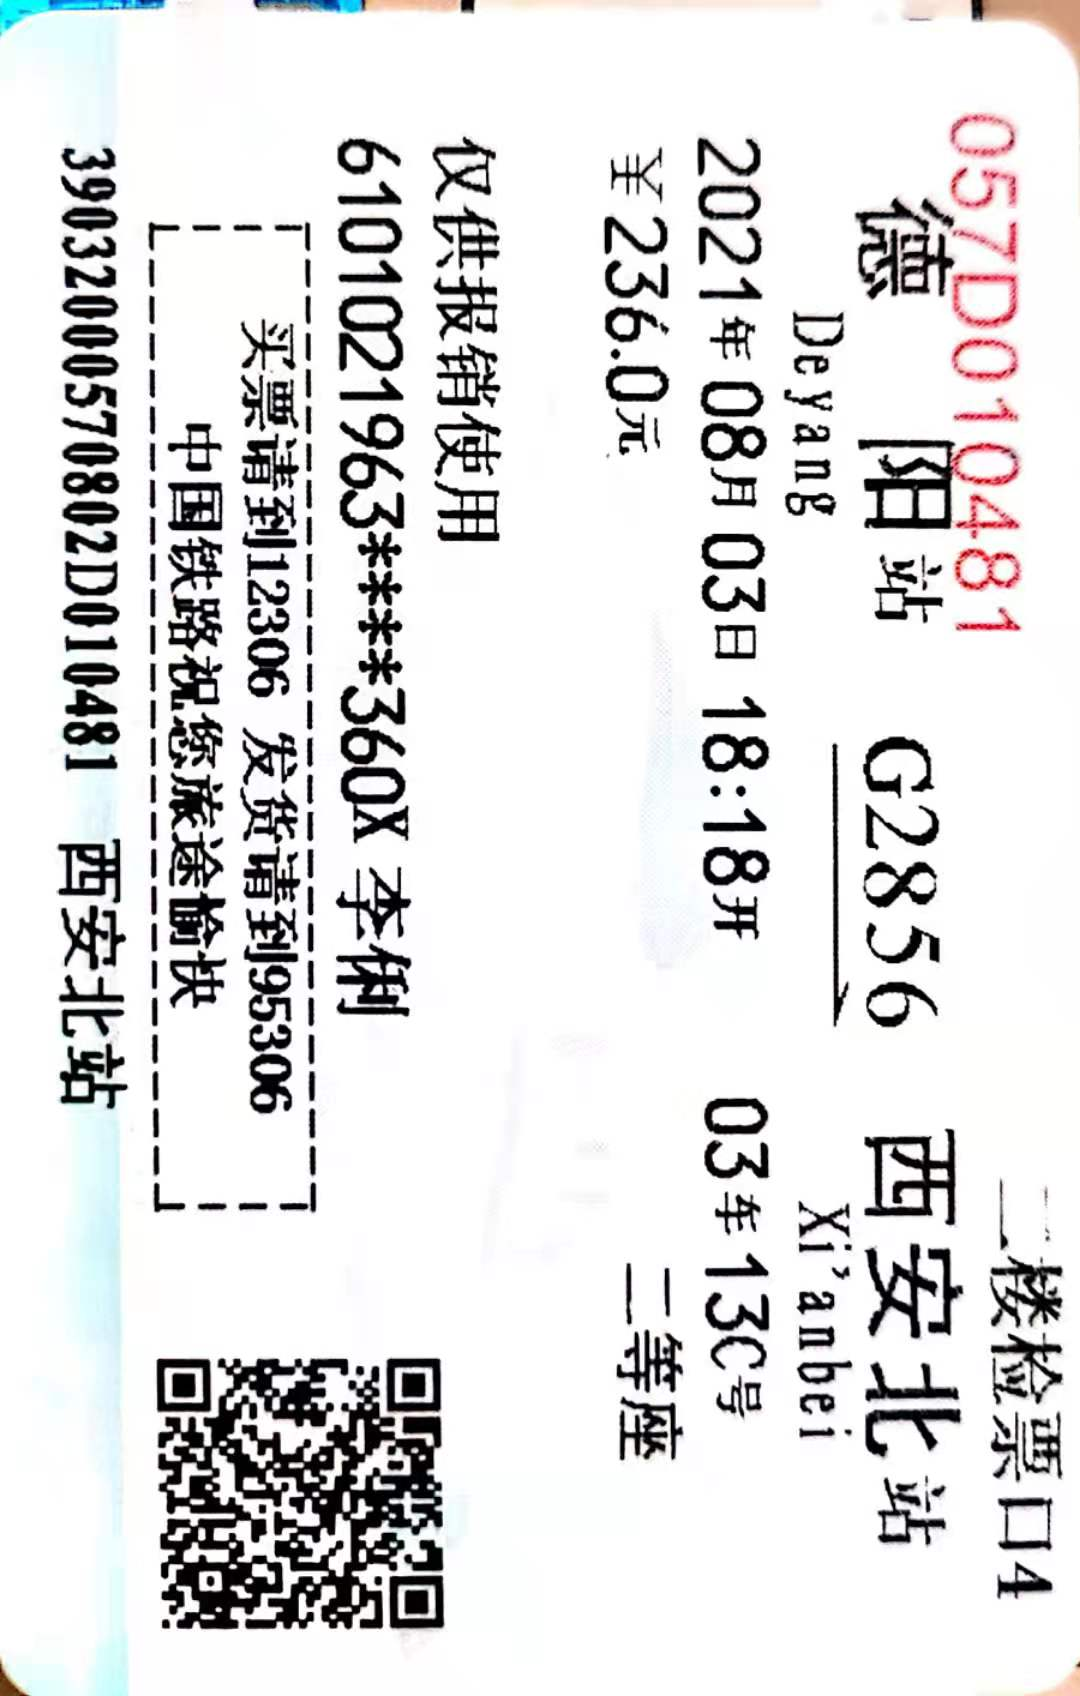 057D010481
二楼检票口4
德阳站 G2856 西安北站
Deyang Xi'anbei
2021年08月03日 18:18开 03车13C号
￥236.0元 二等座
仅供报销使用
6101021963****360X 李俐
买票请到12306 发货请到95306
中国铁路祝您旅途愉快
39032000570802D010481 西安北站